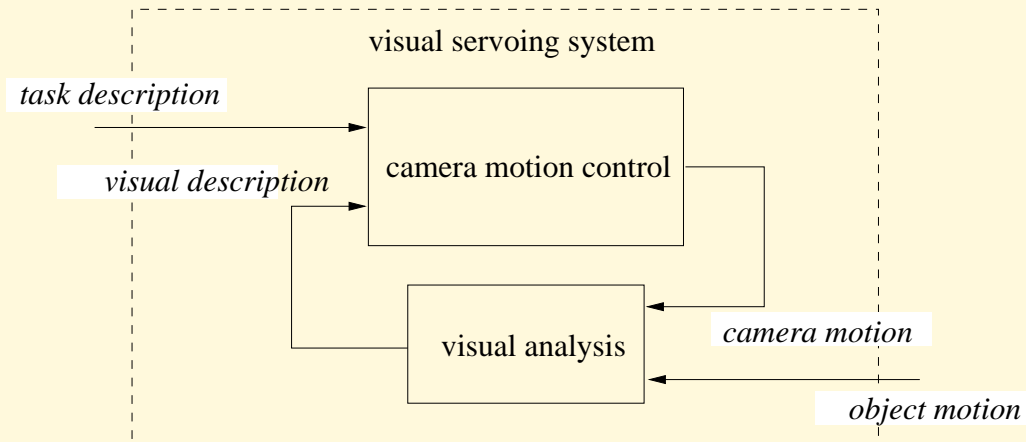 visual servoing system
task description
camera motion control
visual description
visual analysis
camera motion
object motion